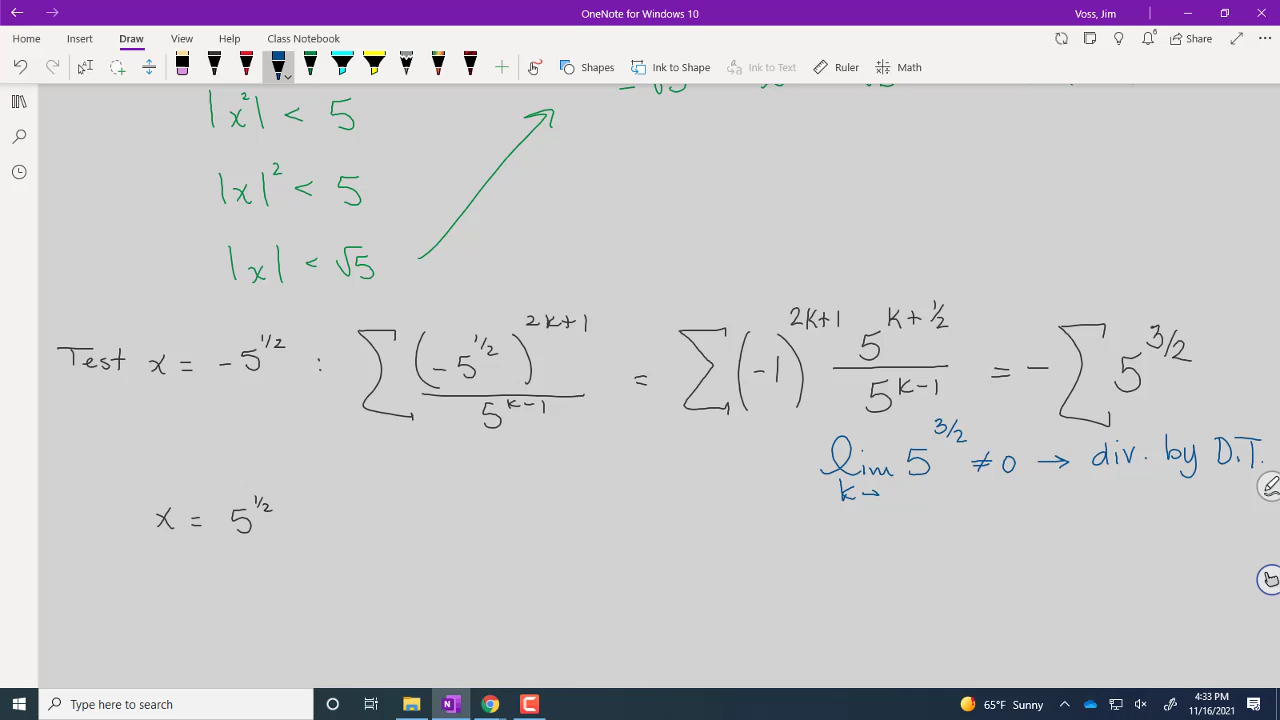 OneNote for Windows 10
Voss, Jim
Home Insert Draw View Help Class Notebook
Share
Shapes Ink to Shape Ink to Text Ruler Math
|x²| < 5
|x|² < 5
|x| < √5
Test x = -5^{1/2} : ∑ (-5^{1/2})^{2k+1} / 5^{k-1} = ∑ (-1)^{2k+1} 5^{k+1/2} / 5^{k-1} = -∑ 5^{3/2}
lim k→ 5^{3/2} ≠ 0 → div. by D.T.
x = 5^{1/2}
Type here to search
65°F Sunny
4:33 PM
11/16/2021